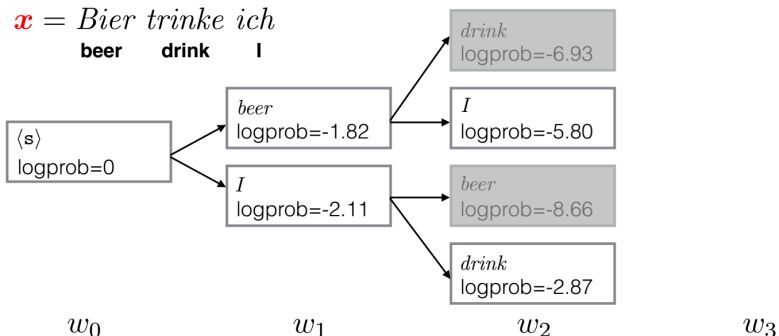 x = Bier trinke ich
beer drink I
⟨s⟩
logprob=0
beer
logprob=-1.82
I
logprob=-2.11
drink
logprob=-6.93
I
logprob=-5.80
beer
logprob=-8.66
drink
logprob=-2.87
w₀ w₁ w₂ w₃